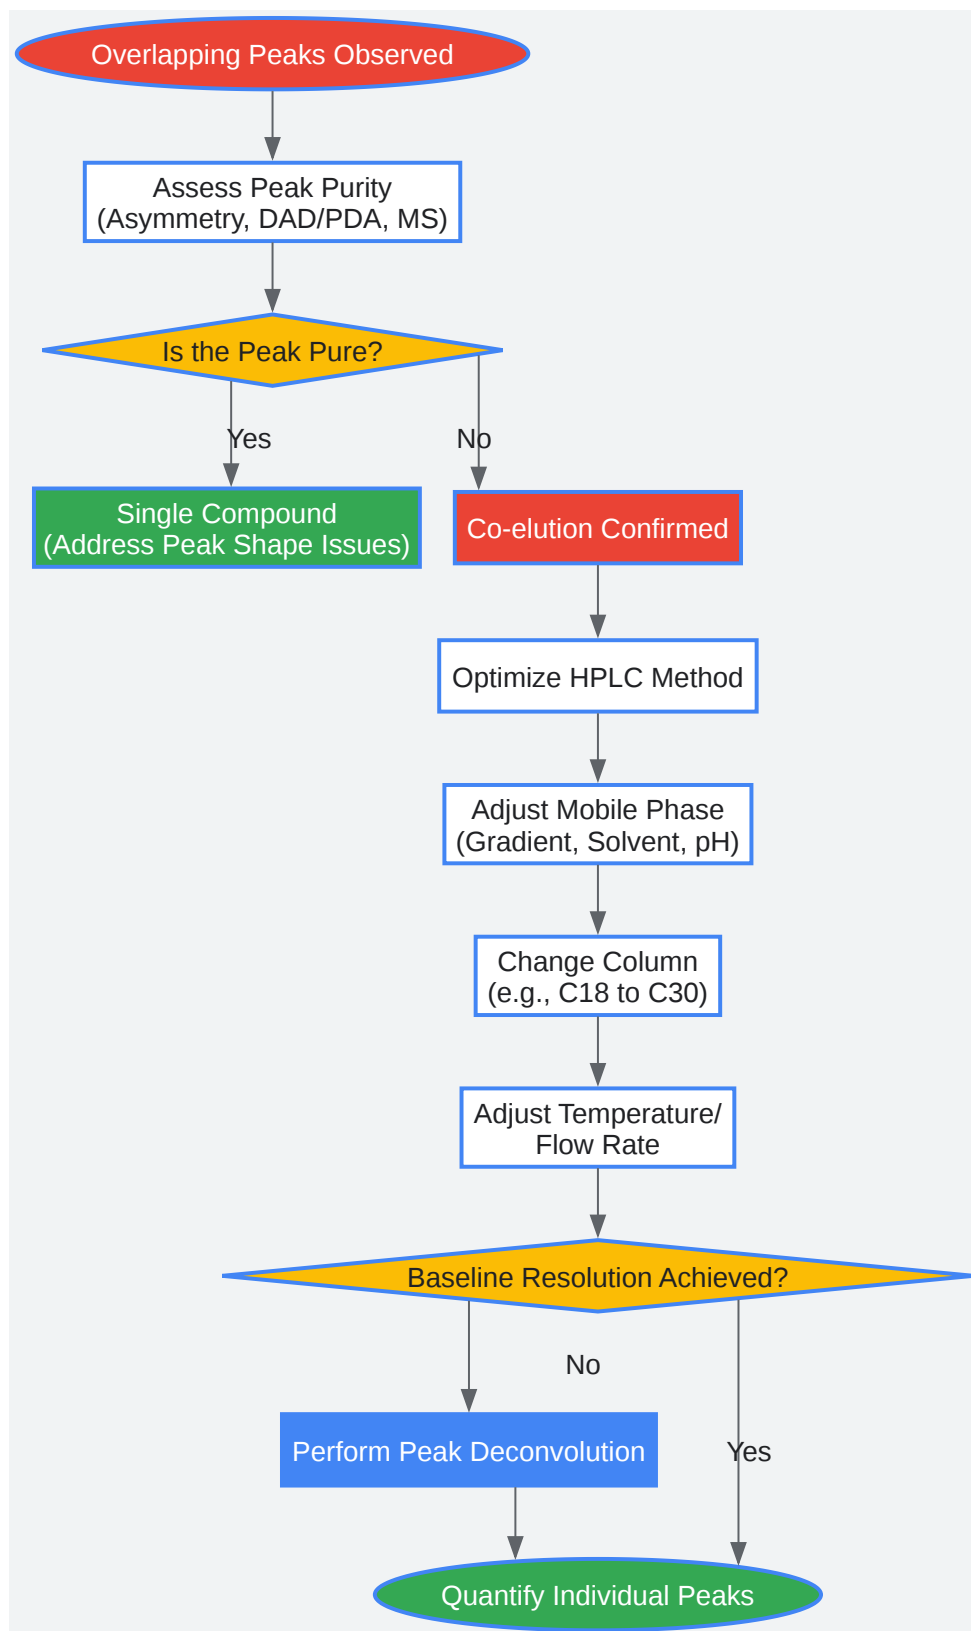 Overlapping Peaks Observed
Assess Peak Purity
(Asymmetry, DAD/PDA, MS)
Is the Peak Pure?
Yes
No
Single Compound
(Address Peak Shape Issues)
Co-elution Confirmed
Optimize HPLC Method
Adjust Mobile Phase
(Gradient, Solvent, pH)
Change Column
(e.g., C18 to C30)
Adjust Temperature/
Flow Rate
Baseline Resolution Achieved?
No
Perform Peak Deconvolution
Yes
Quantify Individual Peaks